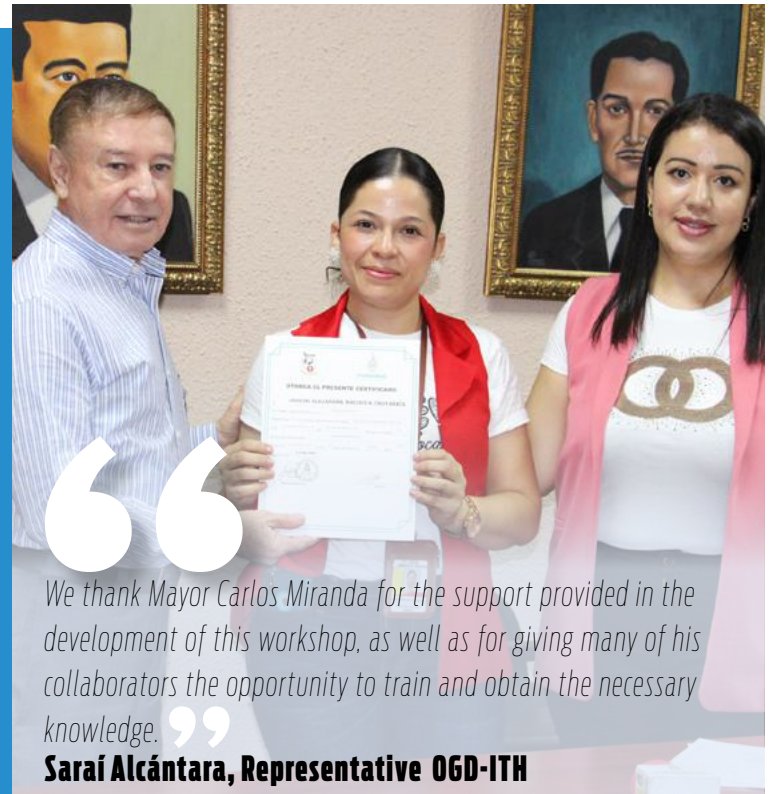 OTORGA EL PRESENTE CERTIFICADO
We thank Mayor Carlos Miranda for the support provided in the
development of this workshop, as well as for giving many of his
collaborators the opportunity to train and obtain the necessary
knowledge.
Saraí Alcántara, Representative OGD-ITH